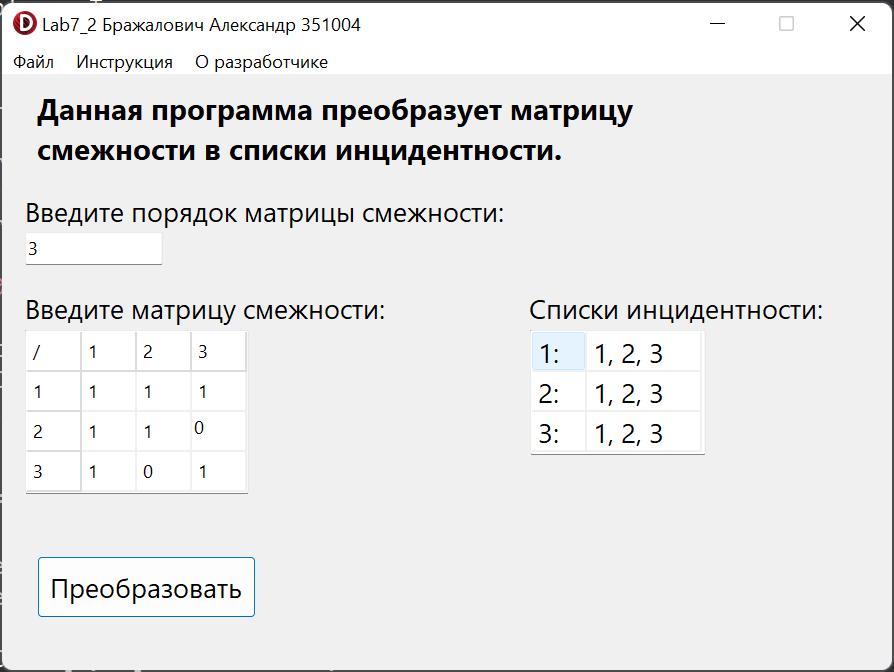 Lab7_2 Бражалович Александр 351004
Файл Инструкция О разработчике
Данная программа преобразует матрицу
смежности в списки инцидентности.
Введите порядок матрицы смежности:
3
Введите матрицу смежности:
/ 1 2 3
1 1 1 1
2 1 1 0
3 1 0 1
Списки инцидентности:
1: 1, 2, 3
2: 1, 2, 3
3: 1, 2, 3
Преобразовать